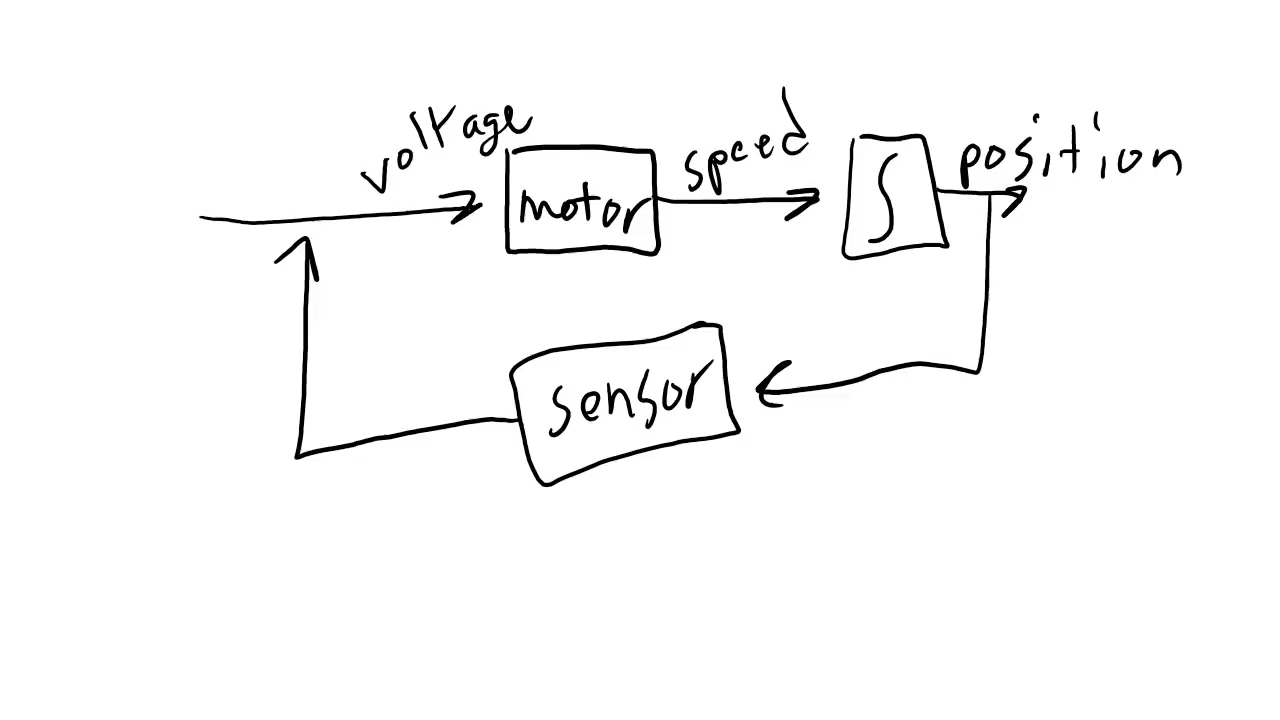 voltage
motor
speed
∫
position
sensor